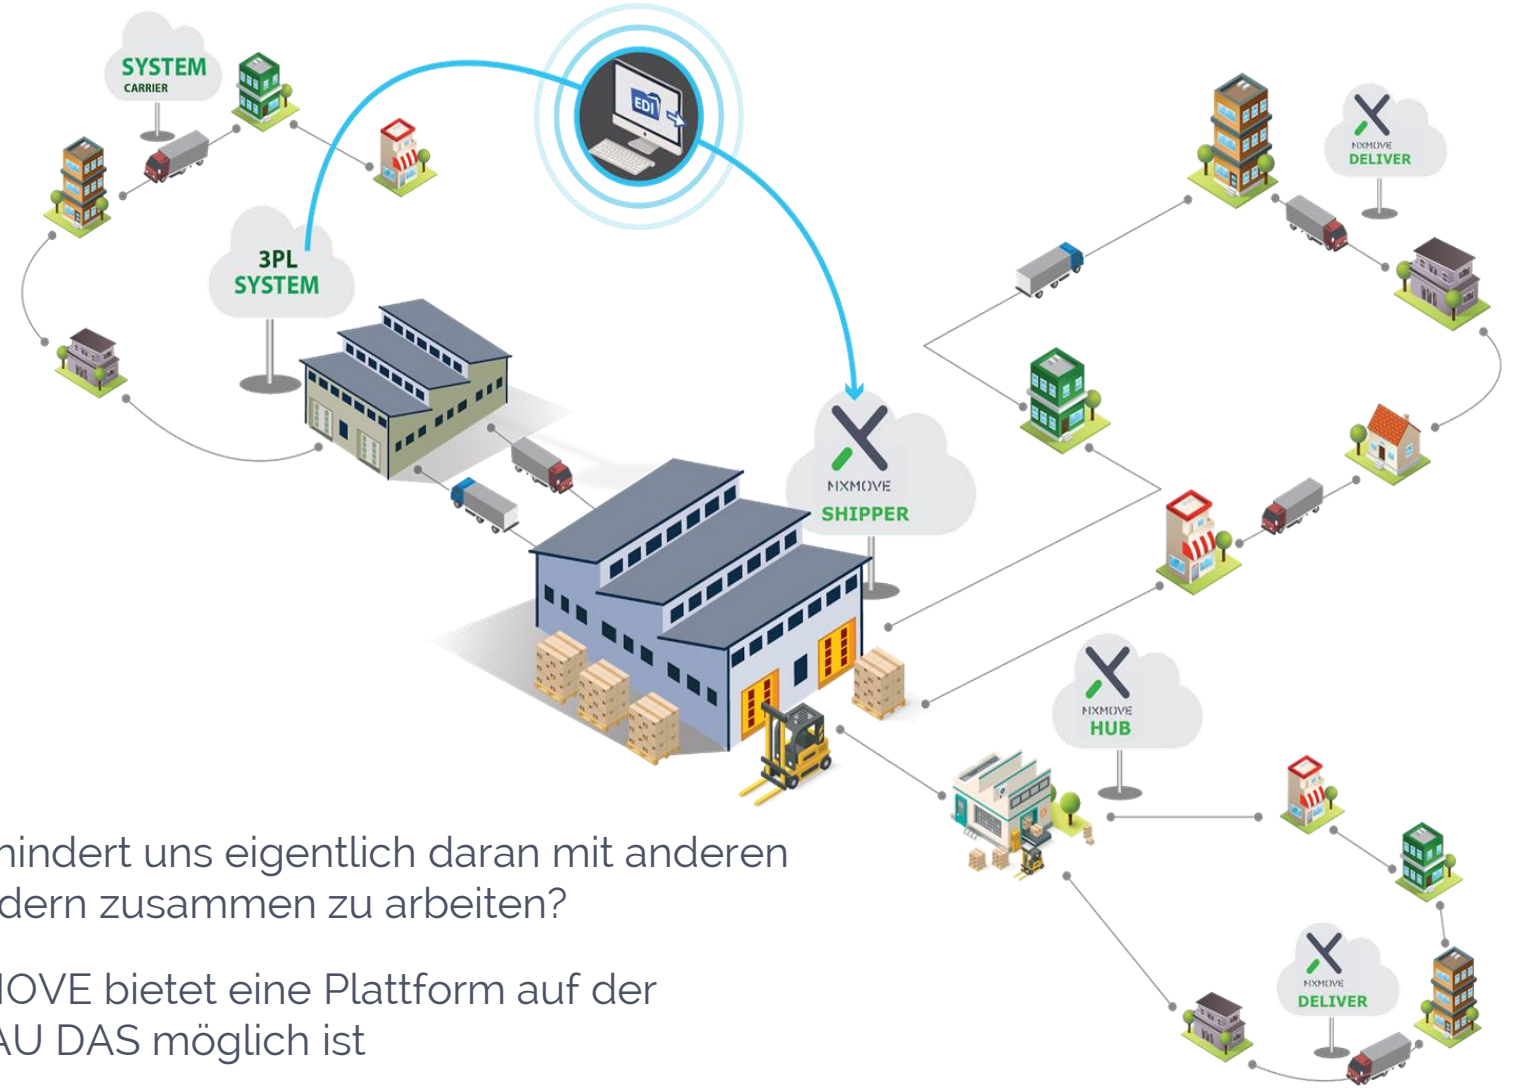 SYSTEM
CARRIER
EDI
NXMOVE
DELIVER
3PL
SYSTEM
NXMOVE
SHIPPER
NXMOVE
HUB
hindert uns eigentlich daran mit anderen
dern zusammen zu arbeiten?
MOVE bietet eine Plattform auf der
AU DAS möglich ist
NXMOVE
DELIVER